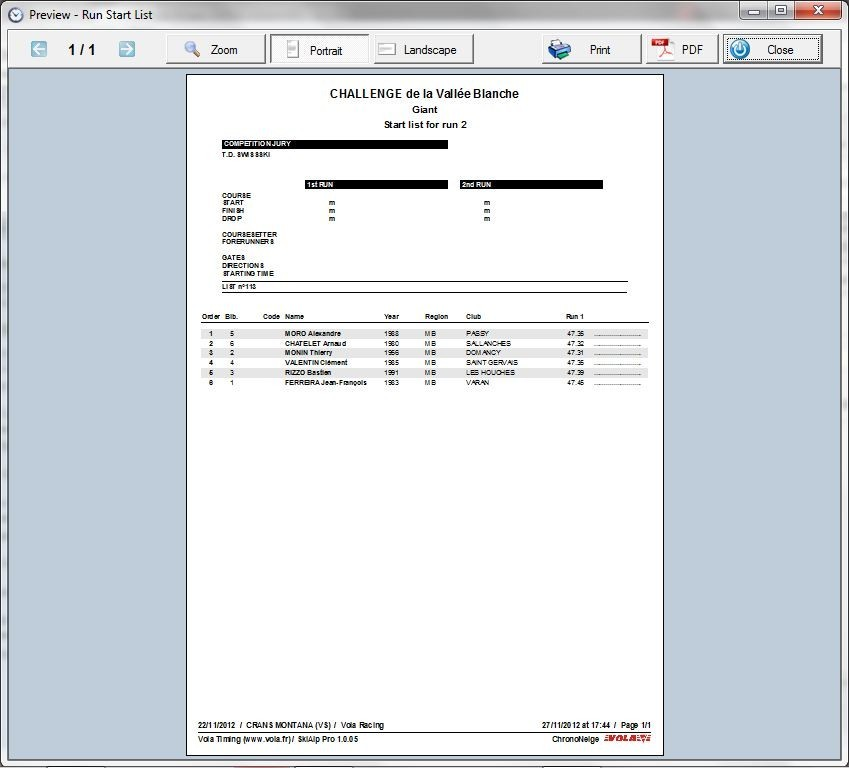 Preview - Run Start List
1 / 1 Zoom Portrait Landscape Print PDF Close
CHALLENGE de la Vallée Blanche
Giant
Start list for run 2
COMPETITION JURY
T.D. SWISSSKI
1st RUN 2nd RUN
COURSE
START m m
FINISH m m
DROP m m
COURSESETTER
FORERUNNERS
GATES
DIRECTIONS
STARTING TIME
LIST n°113
Order Bib. Code Name Year Region Club Run 1
1 5 MORO Alexandre 1988 MB PASSY 47.36
2 6 CHATELET Arnaud 1980 MB SALLANCHES 47.32
3 2 MONIN Thierry 1956 MB DOMANCY 47.31
4 4 VALENTIN Clément 1985 MB SAINT GERVAIS 47.35
5 3 RIZZO Bastien 1991 MB LES HOUCHES 47.39
6 1 FERREIRA Jean-François 1983 MB VARAN 47.45
22/11/2012 / CRANS MONTANA (VS) / Vola Racing 27/11/2012 at 17:44 / Page 1/1
Vola Timing (www.vola.fr) / SkiAlp Pro 1.0.05 ChronoNeige VOLA